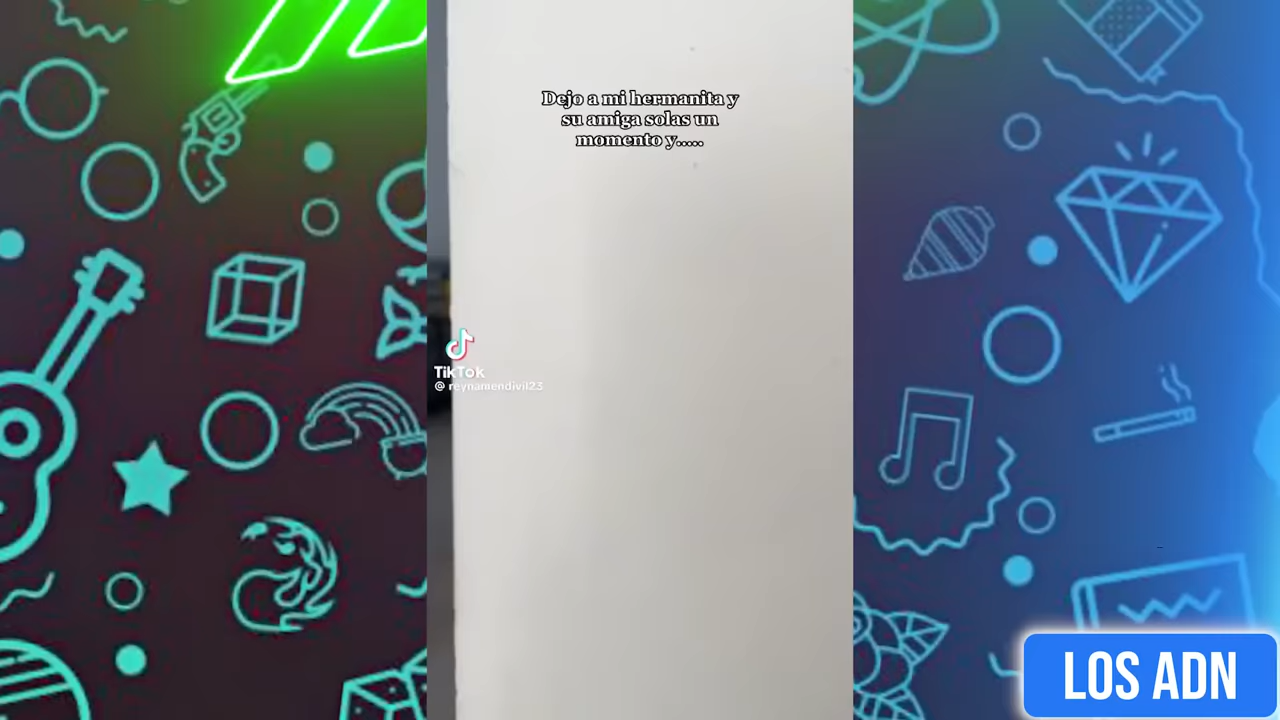 Dejo a mi hermanita y
su amiga solas un
momento y.....
TikTok
@ reynamendivil23
LOS ADN